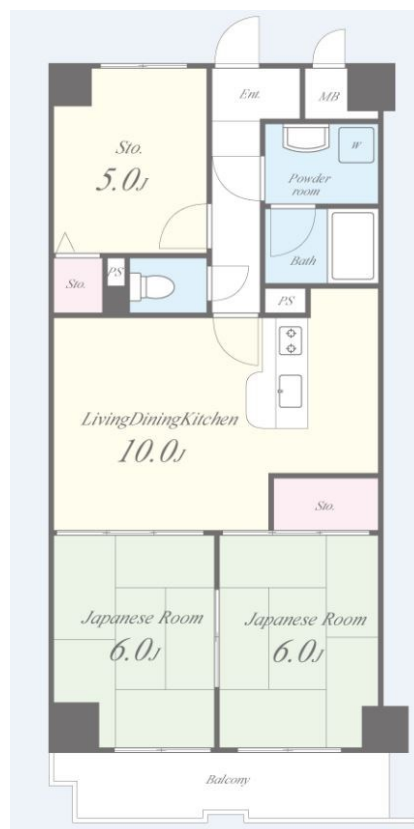 Ent.
MB
Sto.
5.0J
W
Powder
room
Bath
Sto.
PS
PS
LivingDiningKitchen
10.0J
Sto.
Japanese Room
6.0J
Japanese Room
6.0J
Balcony